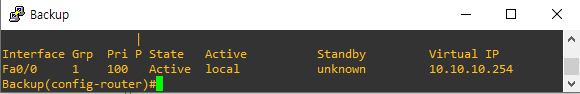 Backup
|
Interface Grp Pri P State Active Standby Virtual IP
Fa0/0 1 100 Active local unknown 10.10.10.254
Backup(config-router)#